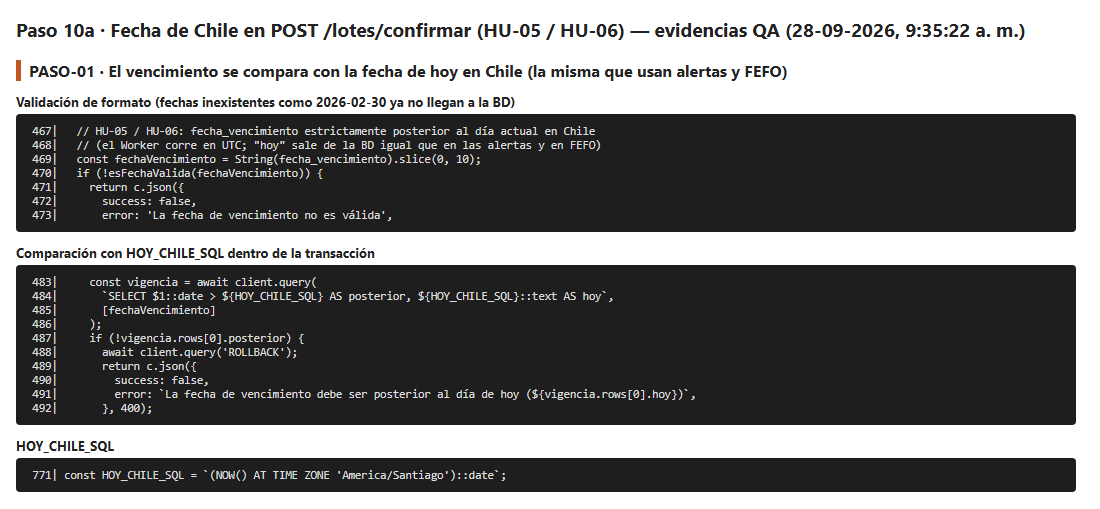 Paso 10a · Fecha de Chile en POST /lotes/confirmar (HU-05 / HU-06) — evidencias QA (28-09-2026, 9:35:22 a. m.)
PASO-01 · El vencimiento se compara con la fecha de hoy en Chile (la misma que usan alertas y FEFO)
Validación de formato (fechas inexistentes como 2026-02-30 ya no llegan a la BD)
467|   // HU-05 / HU-06: fecha_vencimiento estrictamente posterior al día actual en Chile
468|   // (el Worker corre en UTC; "hoy" sale de la BD igual que en las alertas y en FEFO)
469|   const fechaVencimiento = String(fecha_vencimiento).slice(0, 10);
470|   if (!esFechaValida(fechaVencimiento)) {
471|     return c.json({
472|       success: false,
473|       error: 'La fecha de vencimiento no es válida',
Comparación con HOY_CHILE_SQL dentro de la transacción
483|     const vigencia = await client.query(
484|       `SELECT $1::date > ${HOY_CHILE_SQL} AS posterior, ${HOY_CHILE_SQL}::text AS hoy`,
485|       [fechaVencimiento]
486|     );
487|     if (!vigencia.rows[0].posterior) {
488|       await client.query('ROLLBACK');
489|       return c.json({
490|         success: false,
491|         error: `La fecha de vencimiento debe ser posterior al día de hoy (${vigencia.rows[0].hoy})`,
492|       }, 400);
HOY_CHILE_SQL
771| const HOY_CHILE_SQL = `(NOW() AT TIME ZONE 'America/Santiago')::date`;